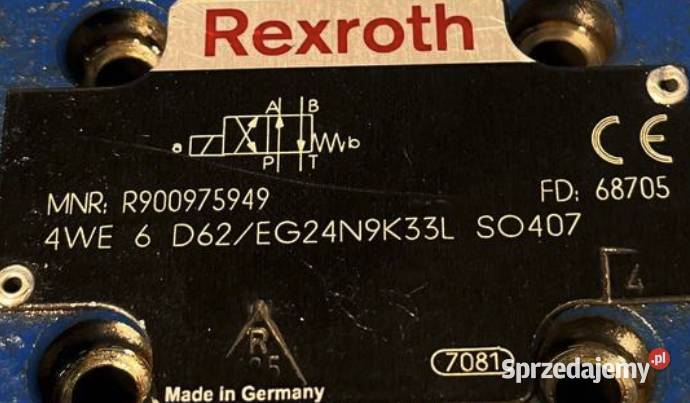 Rexroth
A B
a b
P T
MNR: R900975949 FD: 68705
CE
4WE 6 D62/EG24N9K33L SO407
4
R
7081
Made in Germany
Sprzedajemy.pl